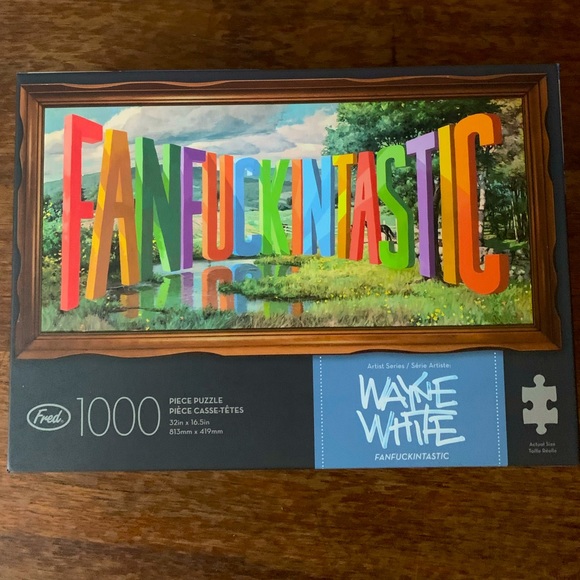 FANFUCKINTASTIC
Fred.
1000
PIECE PUZZLE
PIÈCE CASSE-TÊTES
32in x 16.5in
813mm x 419mm
Artist Series / Série Artiste:
WAYNE
WHITE
FANFUCKINTASTIC
Actual Size
Taille Réelle